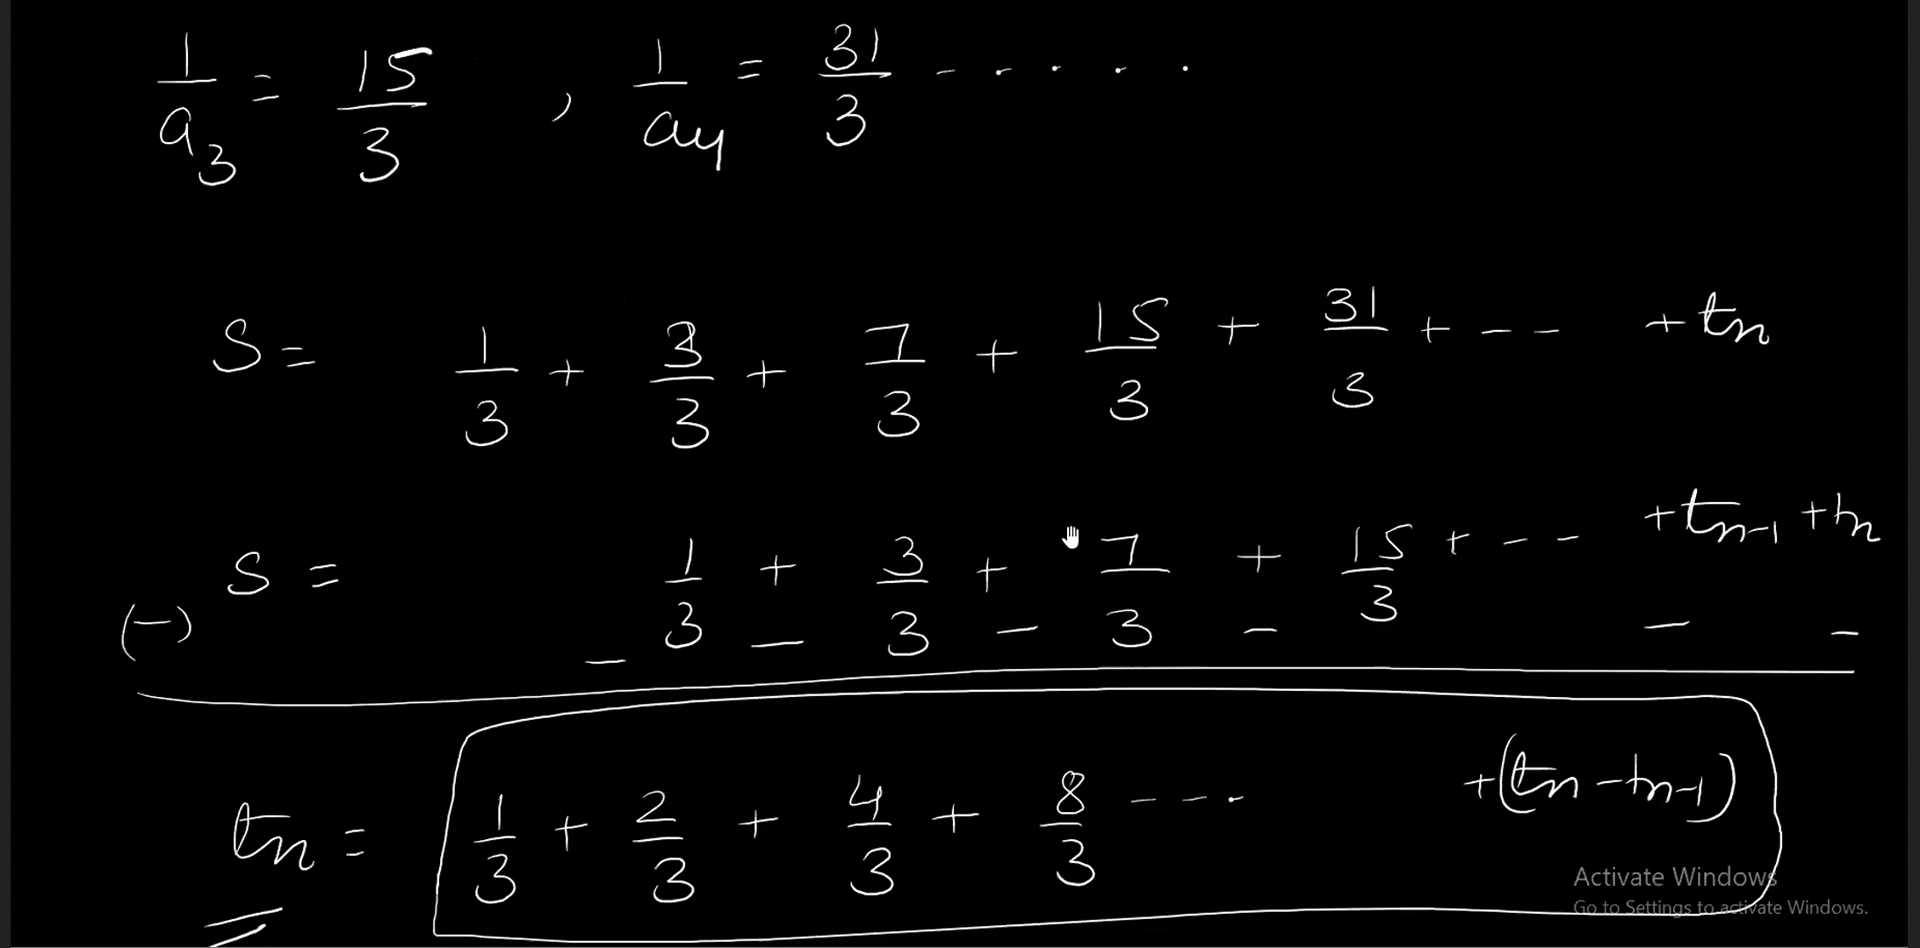 1/a₃ = 15/3 , 1/a4 = 31/3 - . . . .
S = 1/3 + 3/3 + 7/3 + 15/3 + 31/3 + - - + tn
S = 1/3 + 3/3 + 7/3 + 15/3 + - - + tn-1 + tn
(-) - - - - - -
tn = 1/3 + 2/3 + 4/3 + 8/3 - - - . + (tn - tn-1)
Activate Windows
Go to Settings to activate Windows.